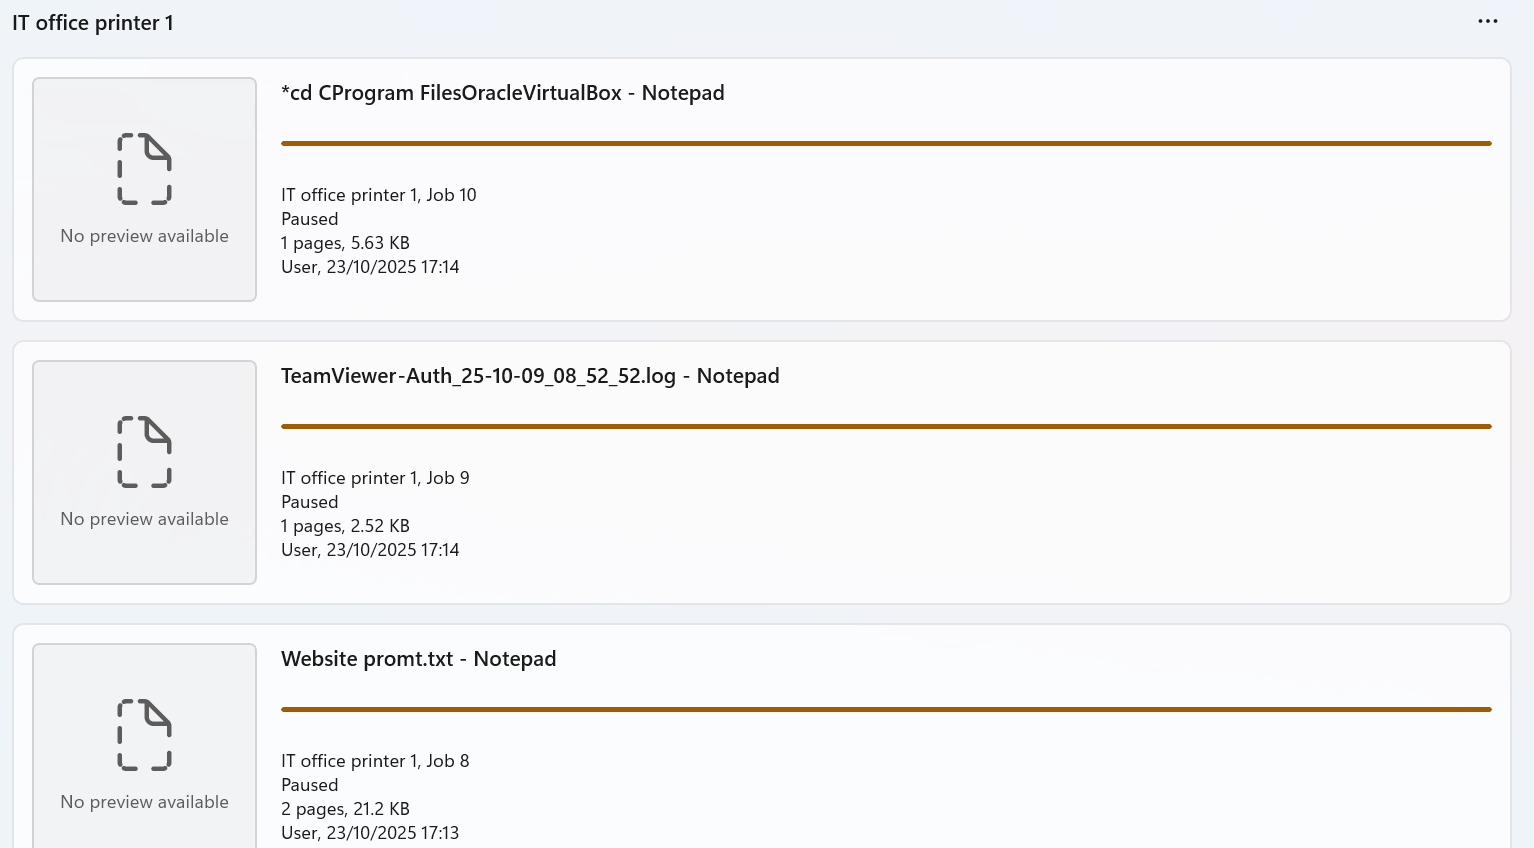 IT office printer 1
*cd CProgram FilesOracleVirtualBox - Notepad
No preview available
IT office printer 1, Job 10
Paused
1 pages, 5.63 KB
User, 23/10/2025 17:14
TeamViewer-Auth_25-10-09_08_52_52.log - Notepad
No preview available
IT office printer 1, Job 9
Paused
1 pages, 2.52 KB
User, 23/10/2025 17:14
Website promt.txt - Notepad
No preview available
IT office printer 1, Job 8
Paused
2 pages, 21.2 KB
User, 23/10/2025 17:13